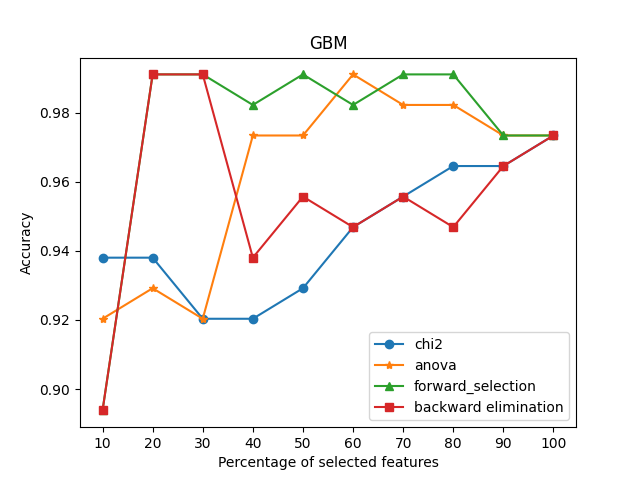 GBM
Accuracy
0.98
0.96
0.94
0.92
0.90
chi2
anova
forward_selection
backward elimination
10 20 30 40 50 60 70 80 90 100
Percentage of selected features